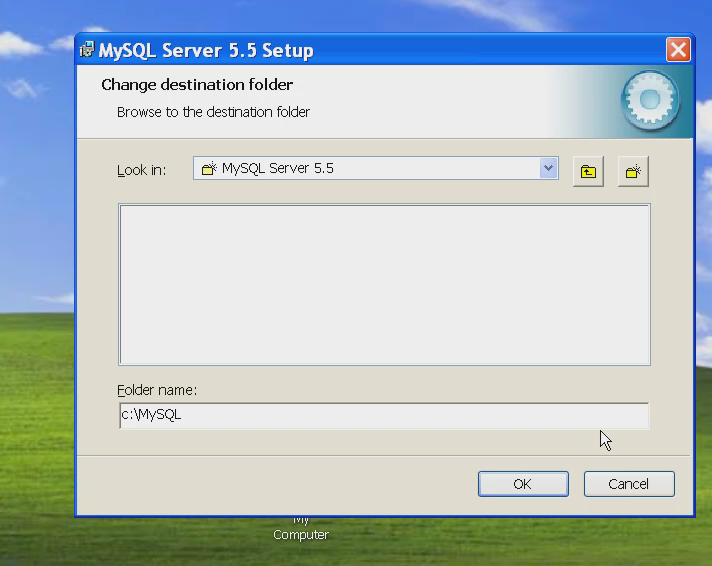 MySQL Server 5.5 Setup
Change destination folder
Browse to the destination folder
Look in: MySQL Server 5.5
Folder name:
c:\MySQL
OK Cancel
My
Computer